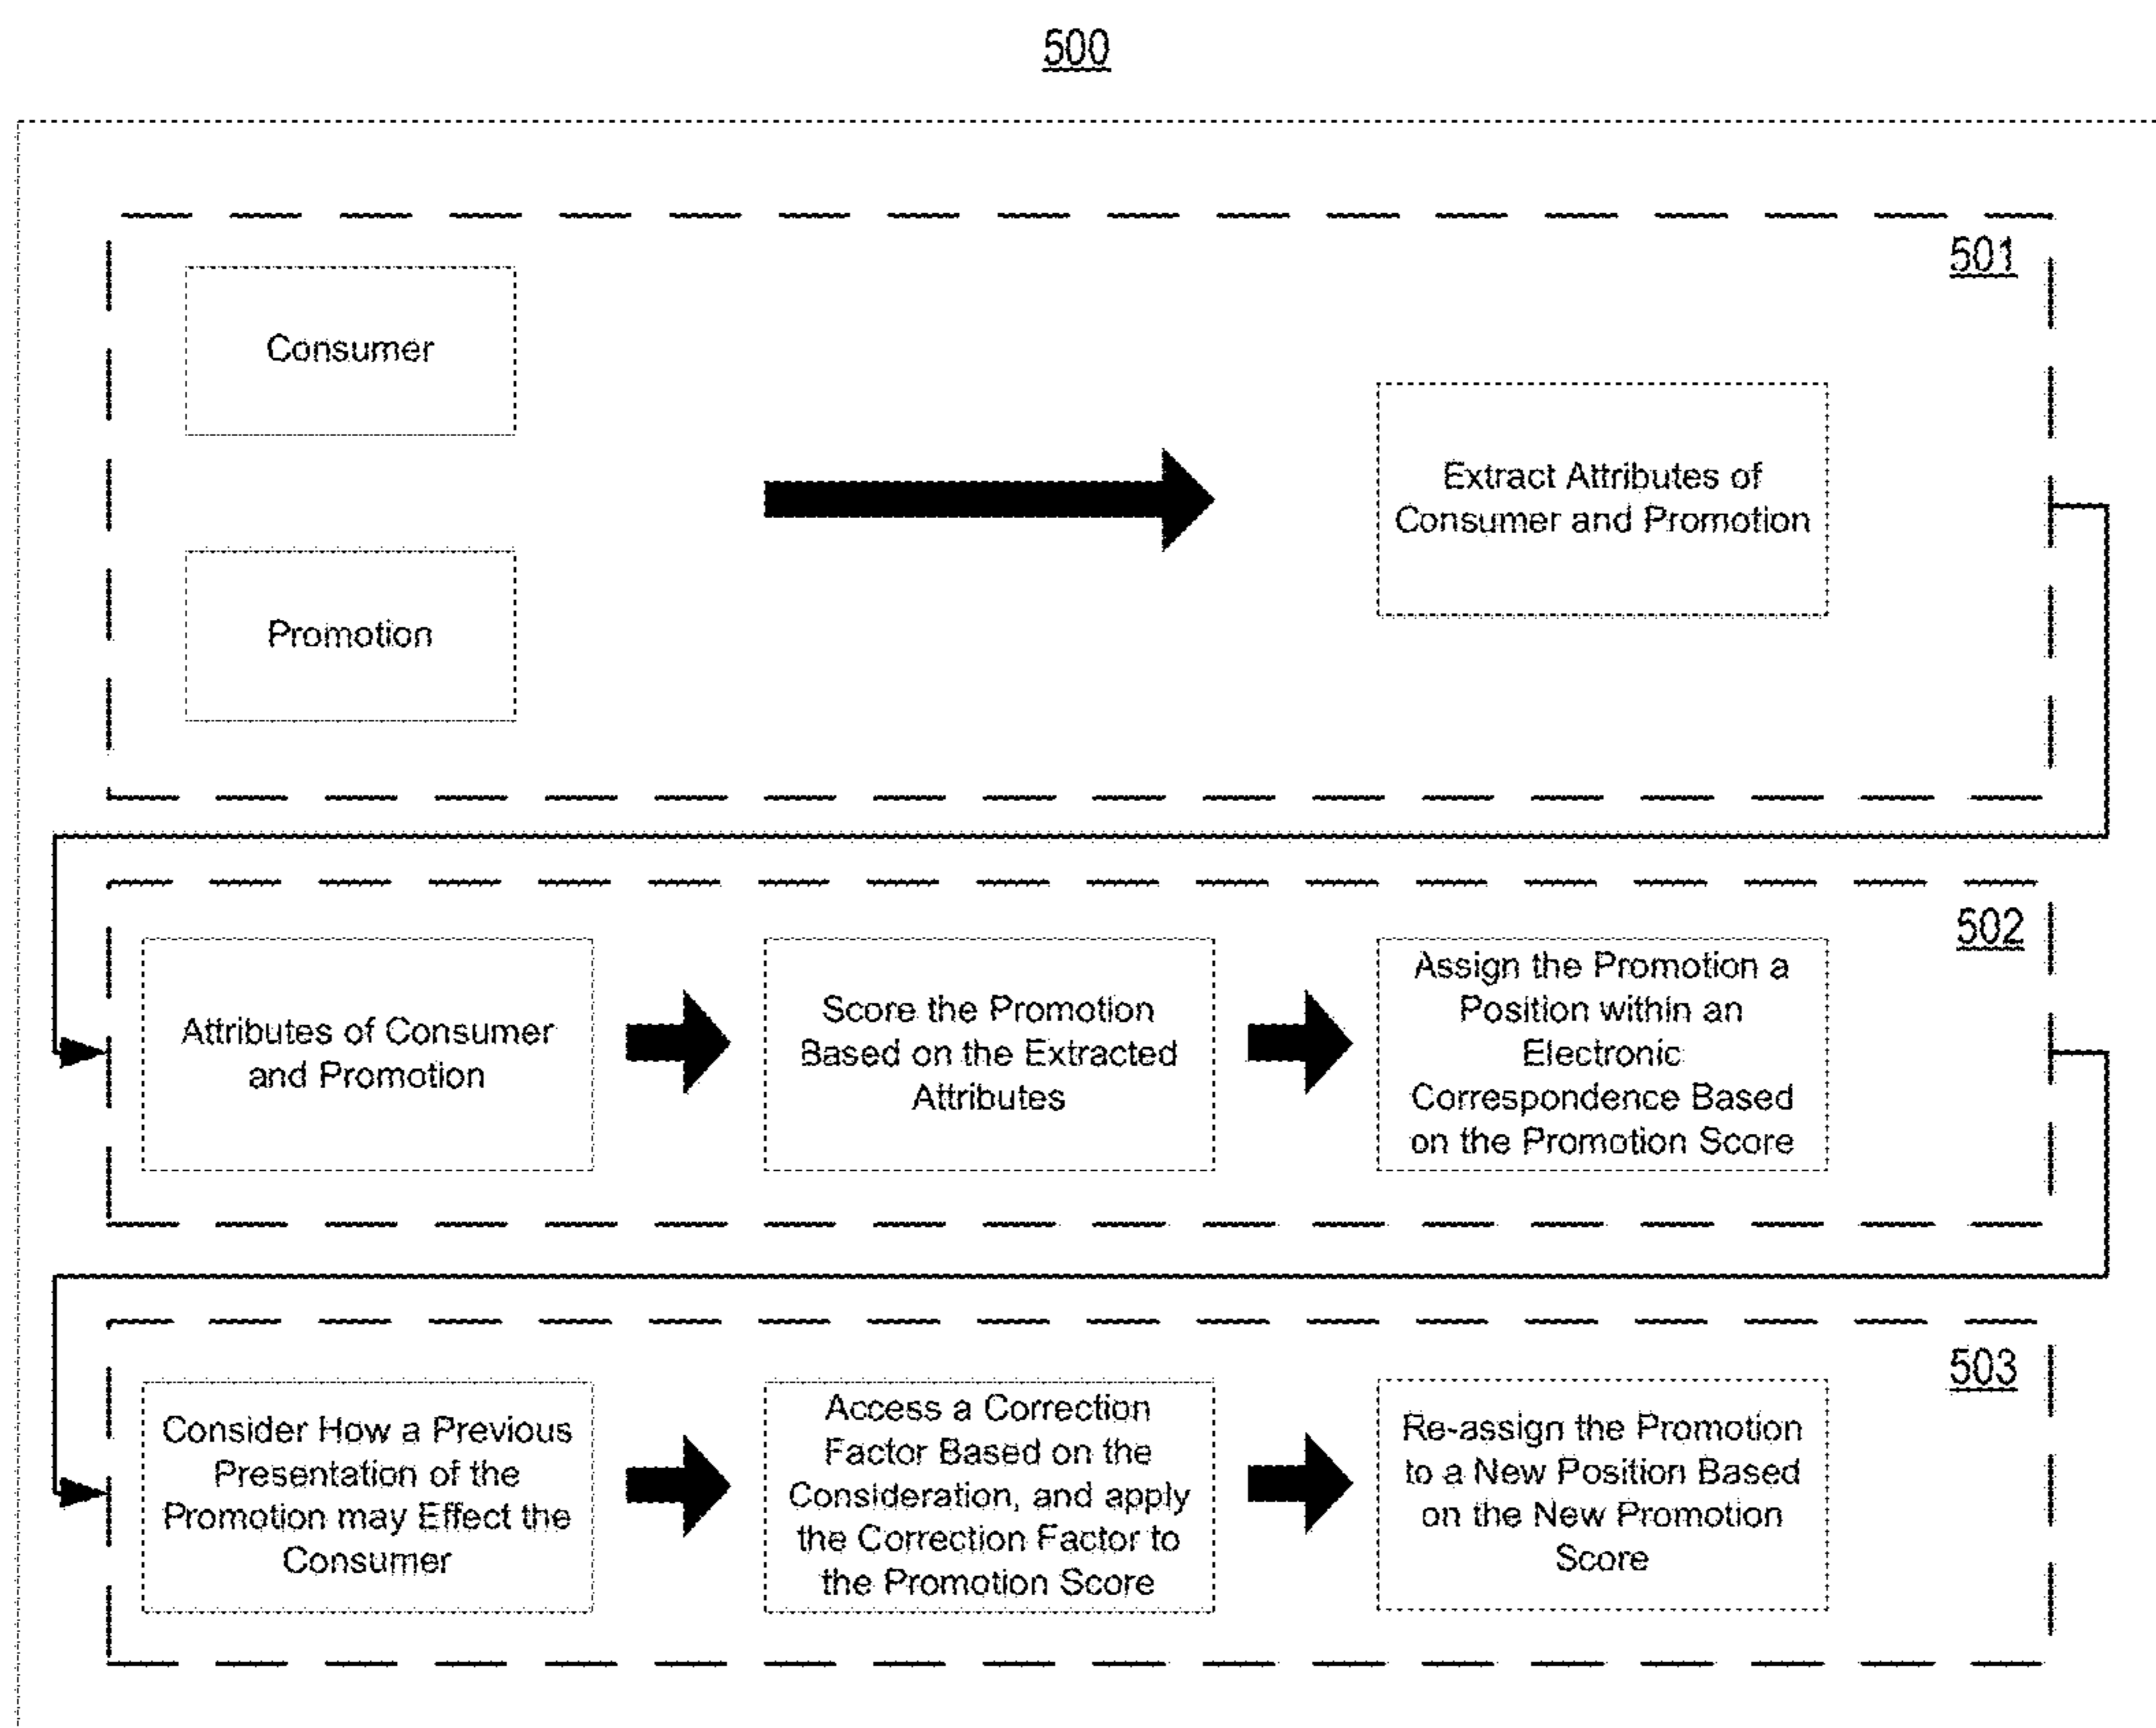 500
501
Consumer
Extract Attributes of
Consumer and Promotion
Promotion
502
Attributes of Consumer
and Promotion
Score the Promotion
Based on the Extracted
Attributes
Assign the Promotion a
Position within an
Electronic
Correspondence Based
on the Promotion Score
503
Consider How a Previous
Presentation of the
Promotion may Effect the
Consumer
Access a Correction
Factor Based on the
Consideration, and apply
the Correction Factor to
the Promotion Score
Re-assign the Promotion
to a New Position Based
on the New Promotion
Score